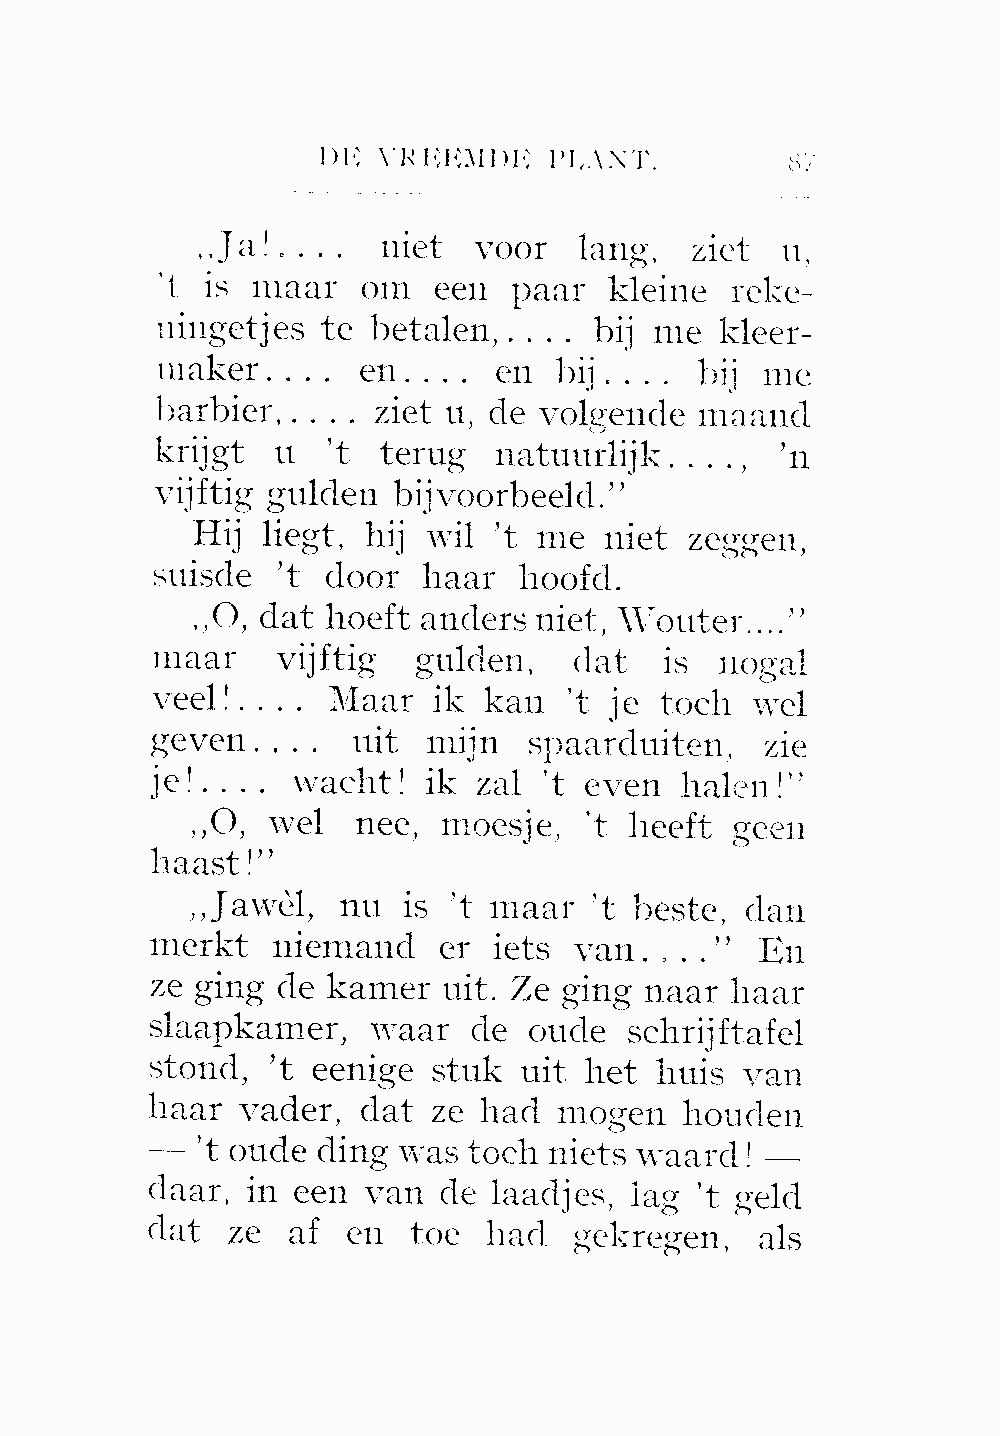 DE VREEMDE PLANT. 87
„Ja!.... niet voor lang, ziet u,
't is maar om een paar kleine reke-
ningetjes te betalen,.... bij me kleer-
maker.... en.... en bij.... bij me
barbier,..... ziet u, de volgende maand
krijgt u 't terug natuurlijk...., 'n
vijftig gulden bijvoorbeeld.”
Hij liegt, hij wil 't me niet zeggen,
suisde 't door haar hoofd.
„O, dat hoeft anders niet, Wouter....”
maar vijftig gulden, dat is nogal
veel!.... Maar ik kan 't je toch wel
geven.... uit mijn spaarduiten, zie
je!.... wacht! ik zal 't even halen!”
„O, wel nee, moesje, 't heeft geen
haast!”
„Jawèl, nu is 't maar 't beste, dan
merkt niemand er iets van....” En
ze ging de kamer uit. Ze ging naar haar
slaapkamer, waar de oude schrijftafel
stond, 't eenige stuk uit het huis van
haar vader, dat ze had mogen houden
— 't oude ding was toch niets waard! —
daar, in een van de laadjes, lag 't geld
dat ze af en toe had gekregen, als